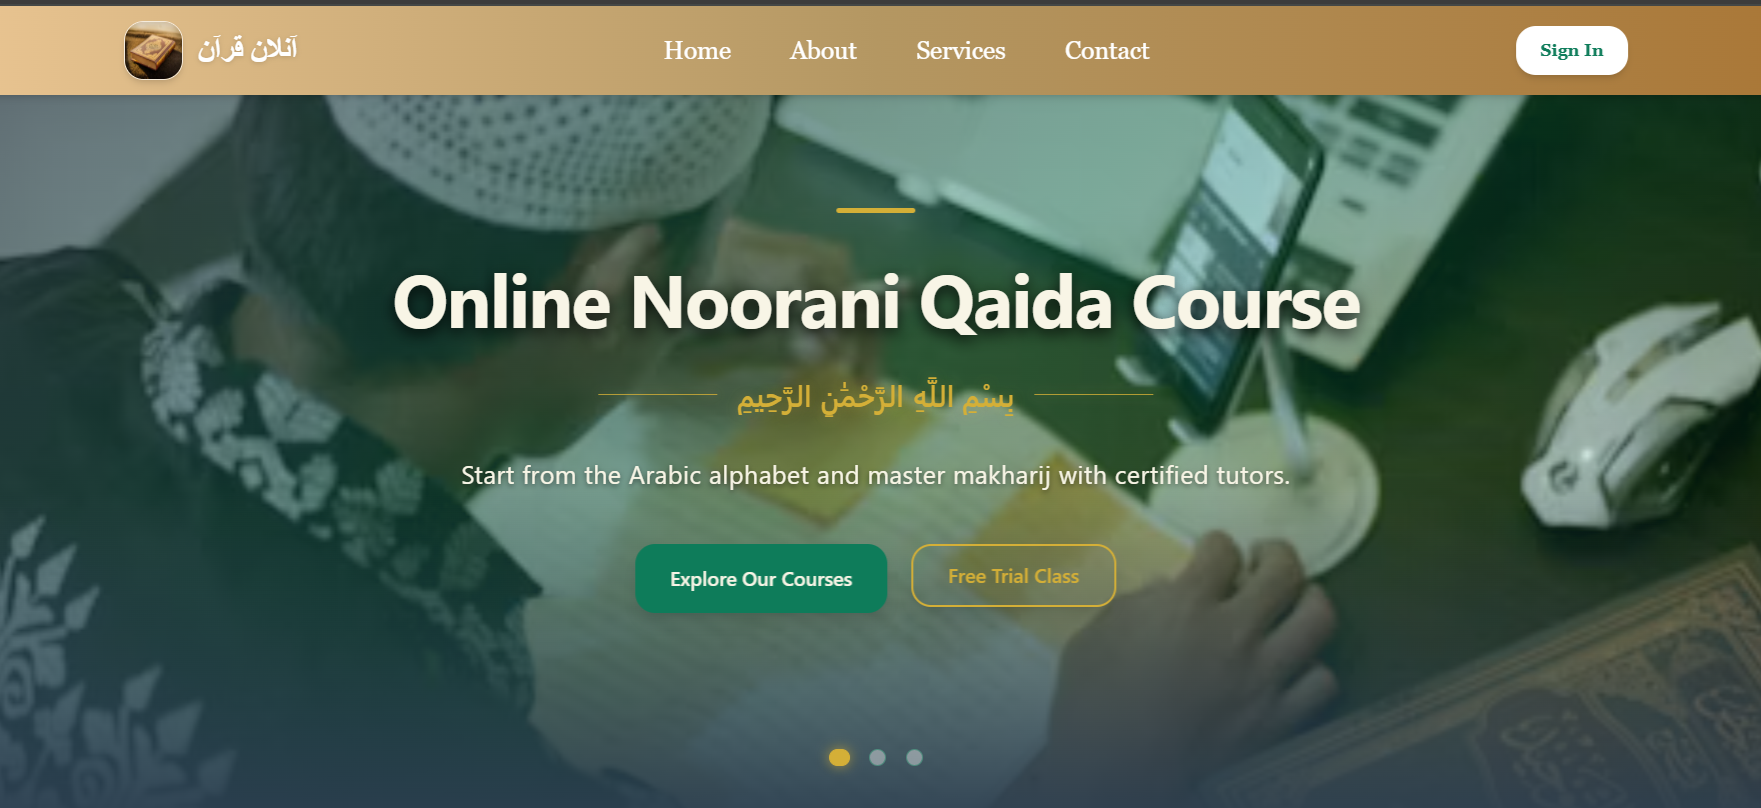 آنلان قرآن
Home
About
Services
Contact
Sign In
Online Noorani Qaida Course
بِسْمِ اللَّهِ الرَّحْمَٰنِ الرَّحِيمِ
Start from the Arabic alphabet and master makharij with certified tutors.
Explore Our Courses
Free Trial Class